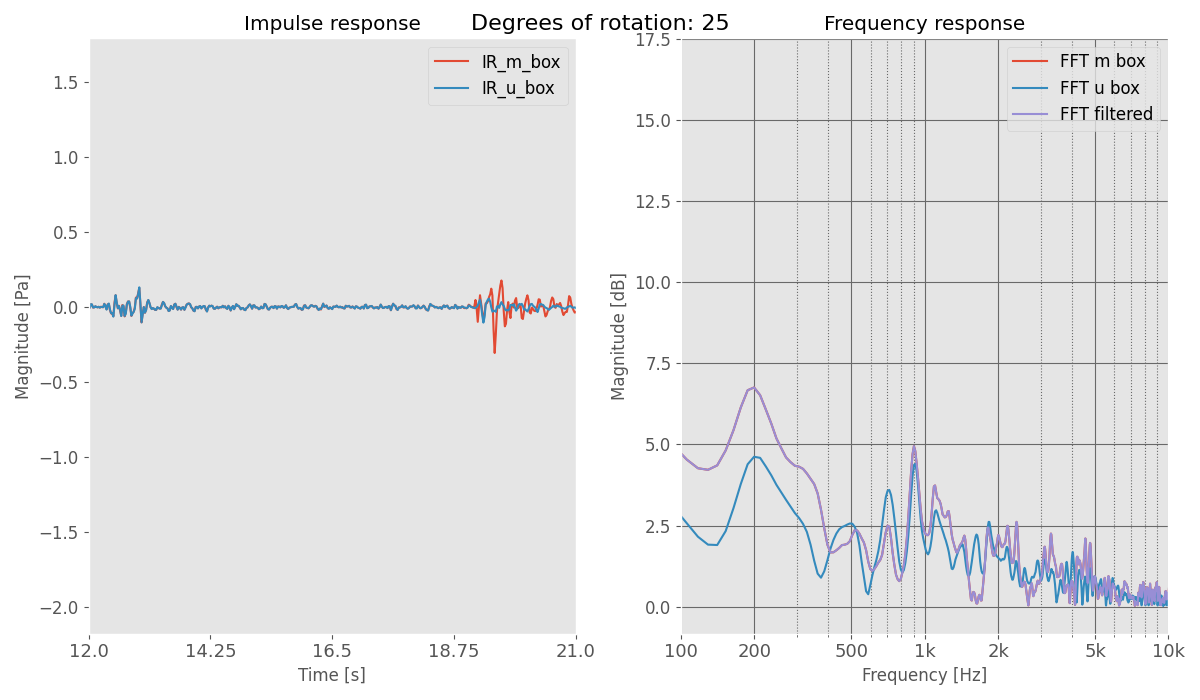 Degrees of rotation: 25
Impulse response
IR_m_box
IR_u_box
Magnitude [Pa]
1.5
1.0
0.5
0.0
−0.5
−1.0
−1.5
−2.0
12.0 14.25 16.5 18.75 21.0
Time [s]
Frequency response
FFT m box
FFT u box
FFT filtered
Magnitude [dB]
17.5
15.0
12.5
10.0
7.5
5.0
2.5
0.0
100 200 500 1k 2k 5k 10k
Frequency [Hz]